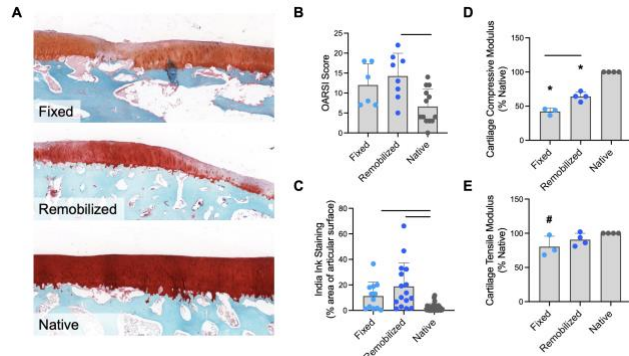 A
Fixed
Remobilized
Native
B
OARSI Score
25
20
15
10
5
0
Fixed
Remobilized
Native
C
India Ink Staining
(% area of articular surface)
80
60
40
20
0
Fixed
Remobilized
Native
D
Cartilage Compressive Modulus
(% Native)
150
100
50
0
*
*
Fixed
Remobilized
Native
E
Cartilage Tensile Modulus
(% Native)
150
100
50
0
#
Fixed
Remobilized
Native